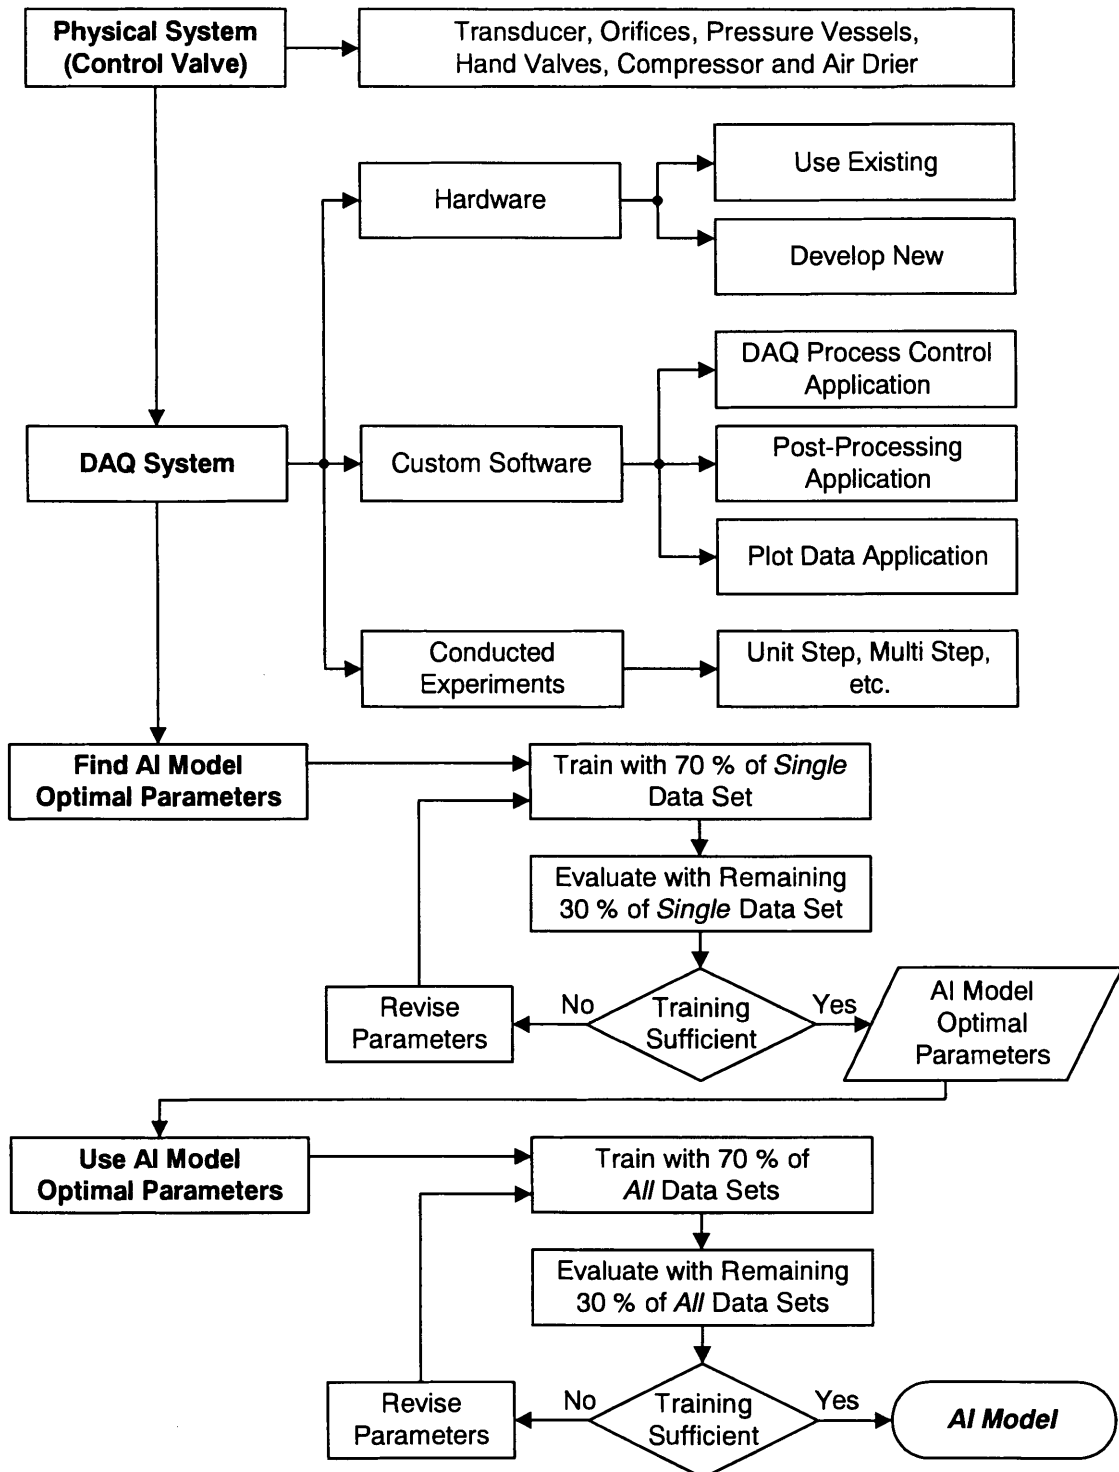 Physical System
(Control Valve)
Transducer, Orifices, Pressure Vessels,
Hand Valves, Compressor and Air Drier
Hardware
Use Existing
Develop New
DAQ System
Custom Software
DAQ Process Control
Application
Post-Processing
Application
Plot Data Application
Conducted
Experiments
Unit Step, Multi Step,
etc.
Find AI Model
Optimal Parameters
Train with 70 % of Single
Data Set
Evaluate with Remaining
30 % of Single Data Set
Revise
Parameters
No
Training
Sufficient
Yes
AI Model
Optimal
Parameters
Use AI Model
Optimal Parameters
Train with 70 % of
All Data Sets
Evaluate with Remaining
30 % of All Data Sets
Revise
Parameters
No
Training
Sufficient
Yes
AI Model